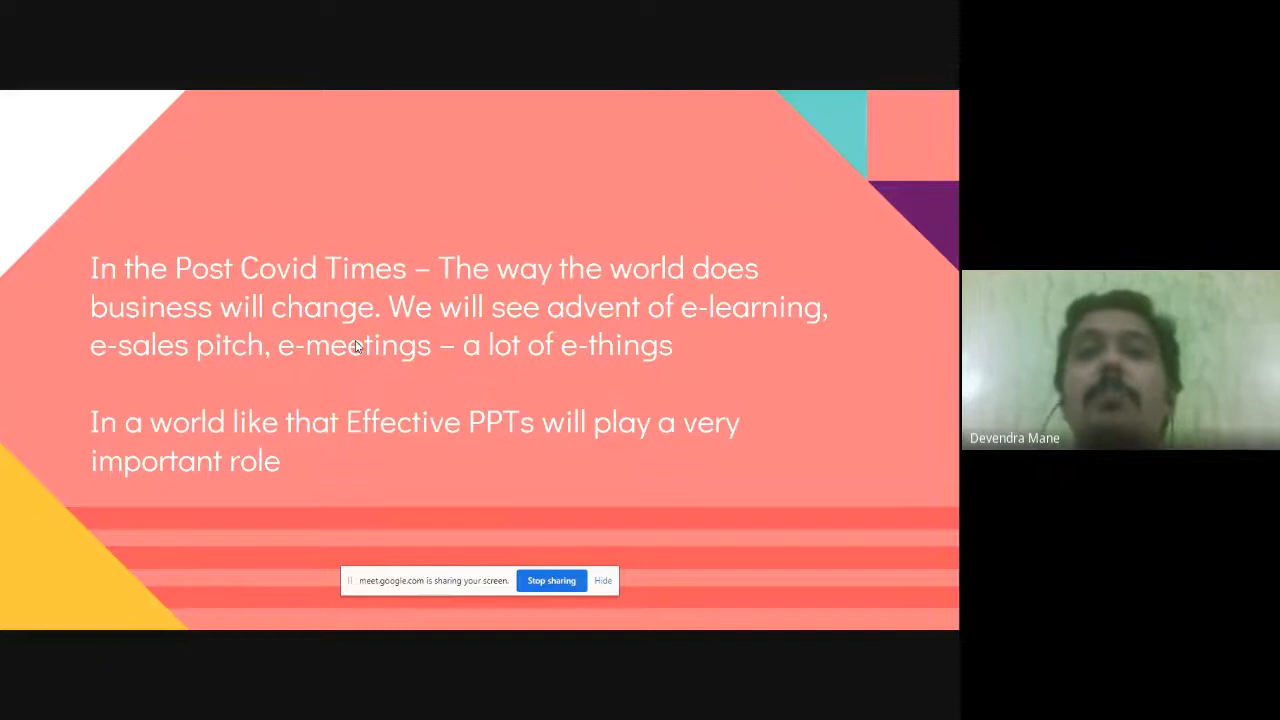 In the Post Covid Times – The way the world does
business will change. We will see advent of e-learning,
e-sales pitch, e-meetings – a lot of e-things
In a world like that Effective PPTs will play a very
important role
meet.google.com is sharing your screen.
Stop sharing
Hide
Devendra Mane